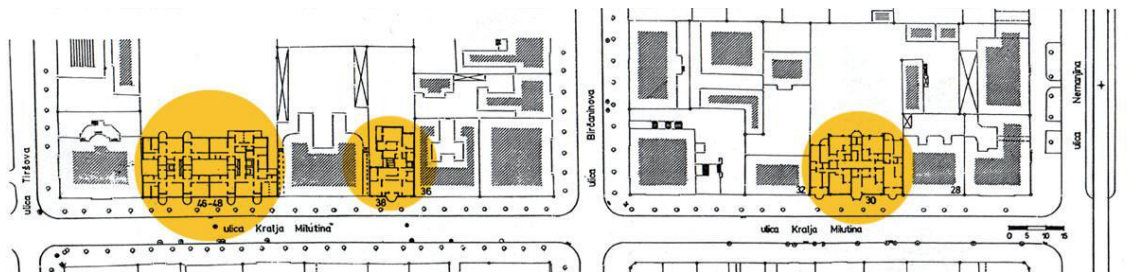 ulica Tiršova
46-48
38
36
ulica Kralja Milutina
ulica Birčaninova
32
30
28
ulica Kralja Milutina
ulica Nemanjina
0 5 10 15